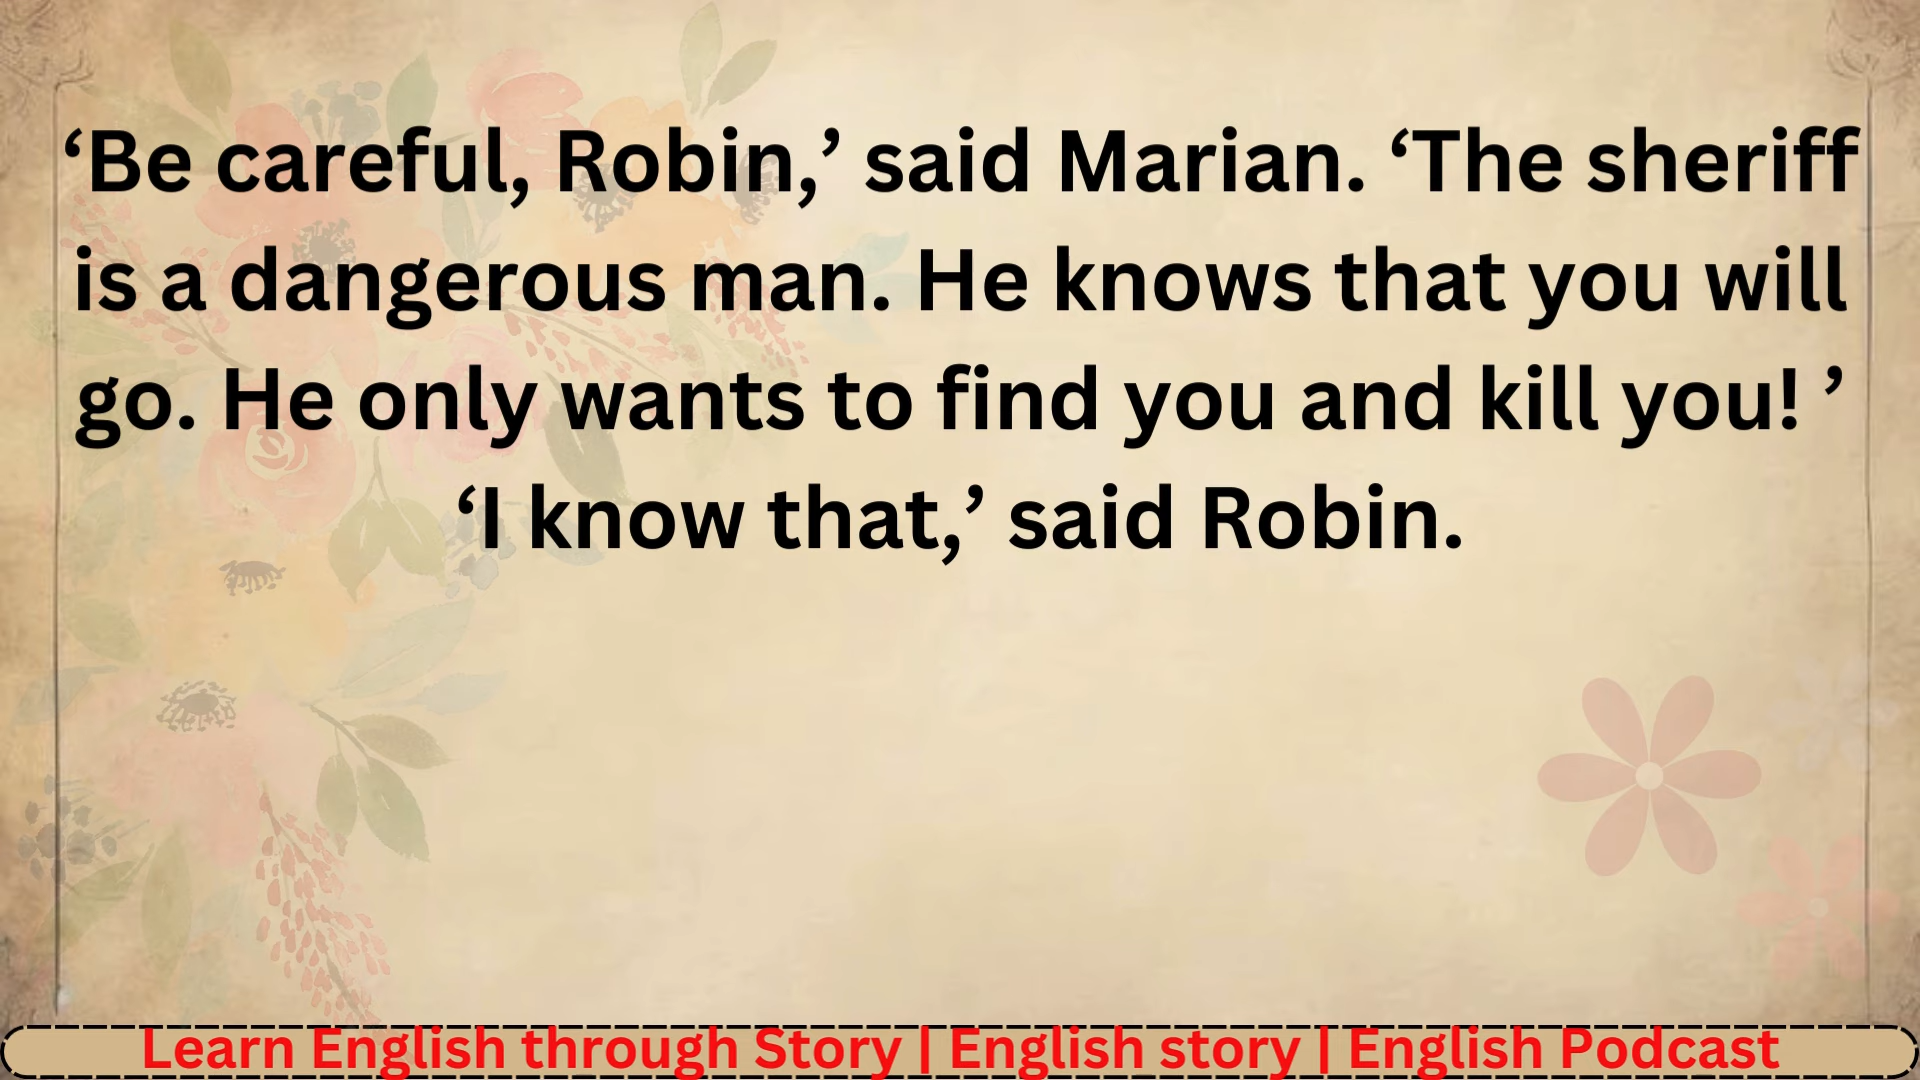 ‘Be careful, Robin,’ said Marian. ‘The sheriff
is a dangerous man. He knows that you will
go. He only wants to find you and kill you! ’
‘I know that,’ said Robin.
Learn English through Story | English story | English Podcast